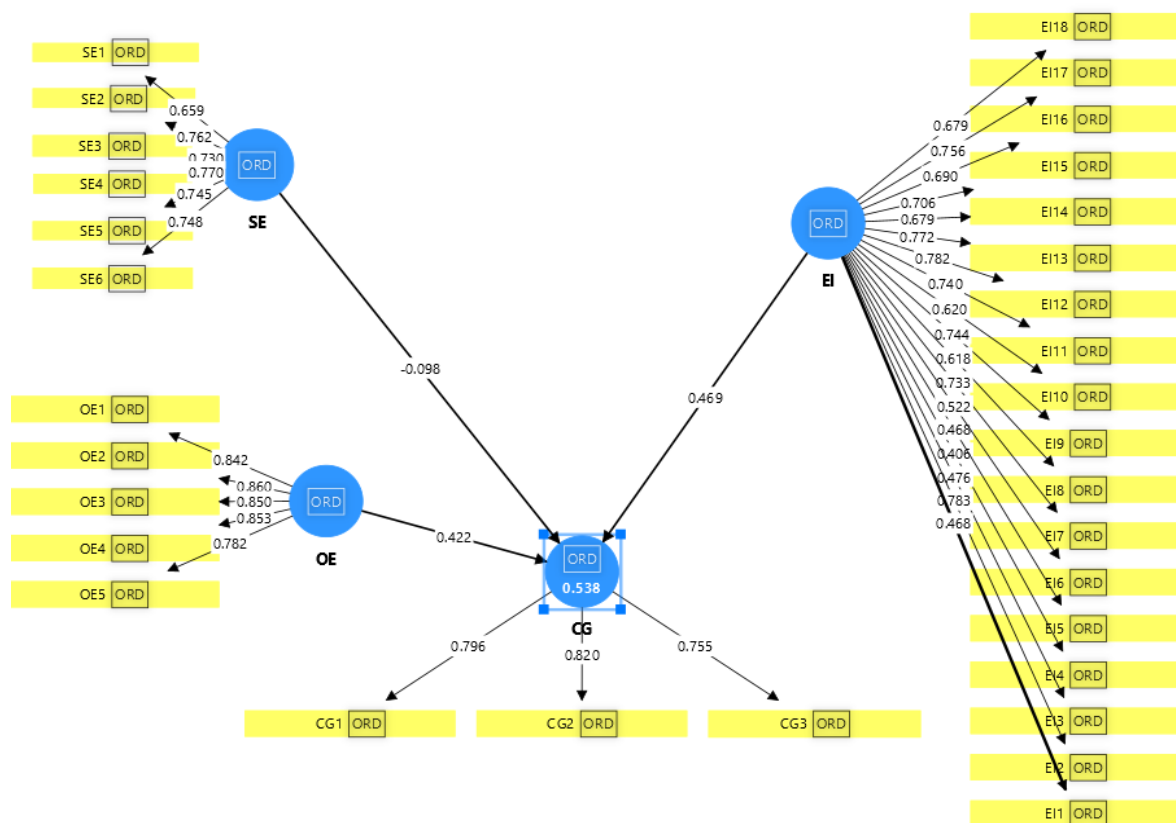 SE1 ORD
SE2 ORD
SE3 ORD
SE4 ORD
SE5 ORD
SE6 ORD
0.659
0.762
0.730
0.770
0.745
0.748
ORD
SE
-0.098
OE1 ORD
OE2 ORD
OE3 ORD
OE4 ORD
OE5 ORD
0.842
0.860
0.850
0.853
0.782
ORD
OE
0.422
ORD
0.538
CG
0.796
0.820
0.755
CG1 ORD
CG2 ORD
CG3 ORD
0.469
ORD
EI
0.679
0.756
0.690
0.706
0.679
0.772
0.782
0.740
0.620
0.744
0.618
0.733
0.522
0.468
0.406
0.476
0.783
0.468
EI18 ORD
EI17 ORD
EI16 ORD
EI15 ORD
EI14 ORD
EI13 ORD
EI12 ORD
EI11 ORD
EI10 ORD
EI9 ORD
EI8 ORD
EI7 ORD
EI6 ORD
EI5 ORD
EI4 ORD
EI3 ORD
EI2 ORD
EI1 ORD